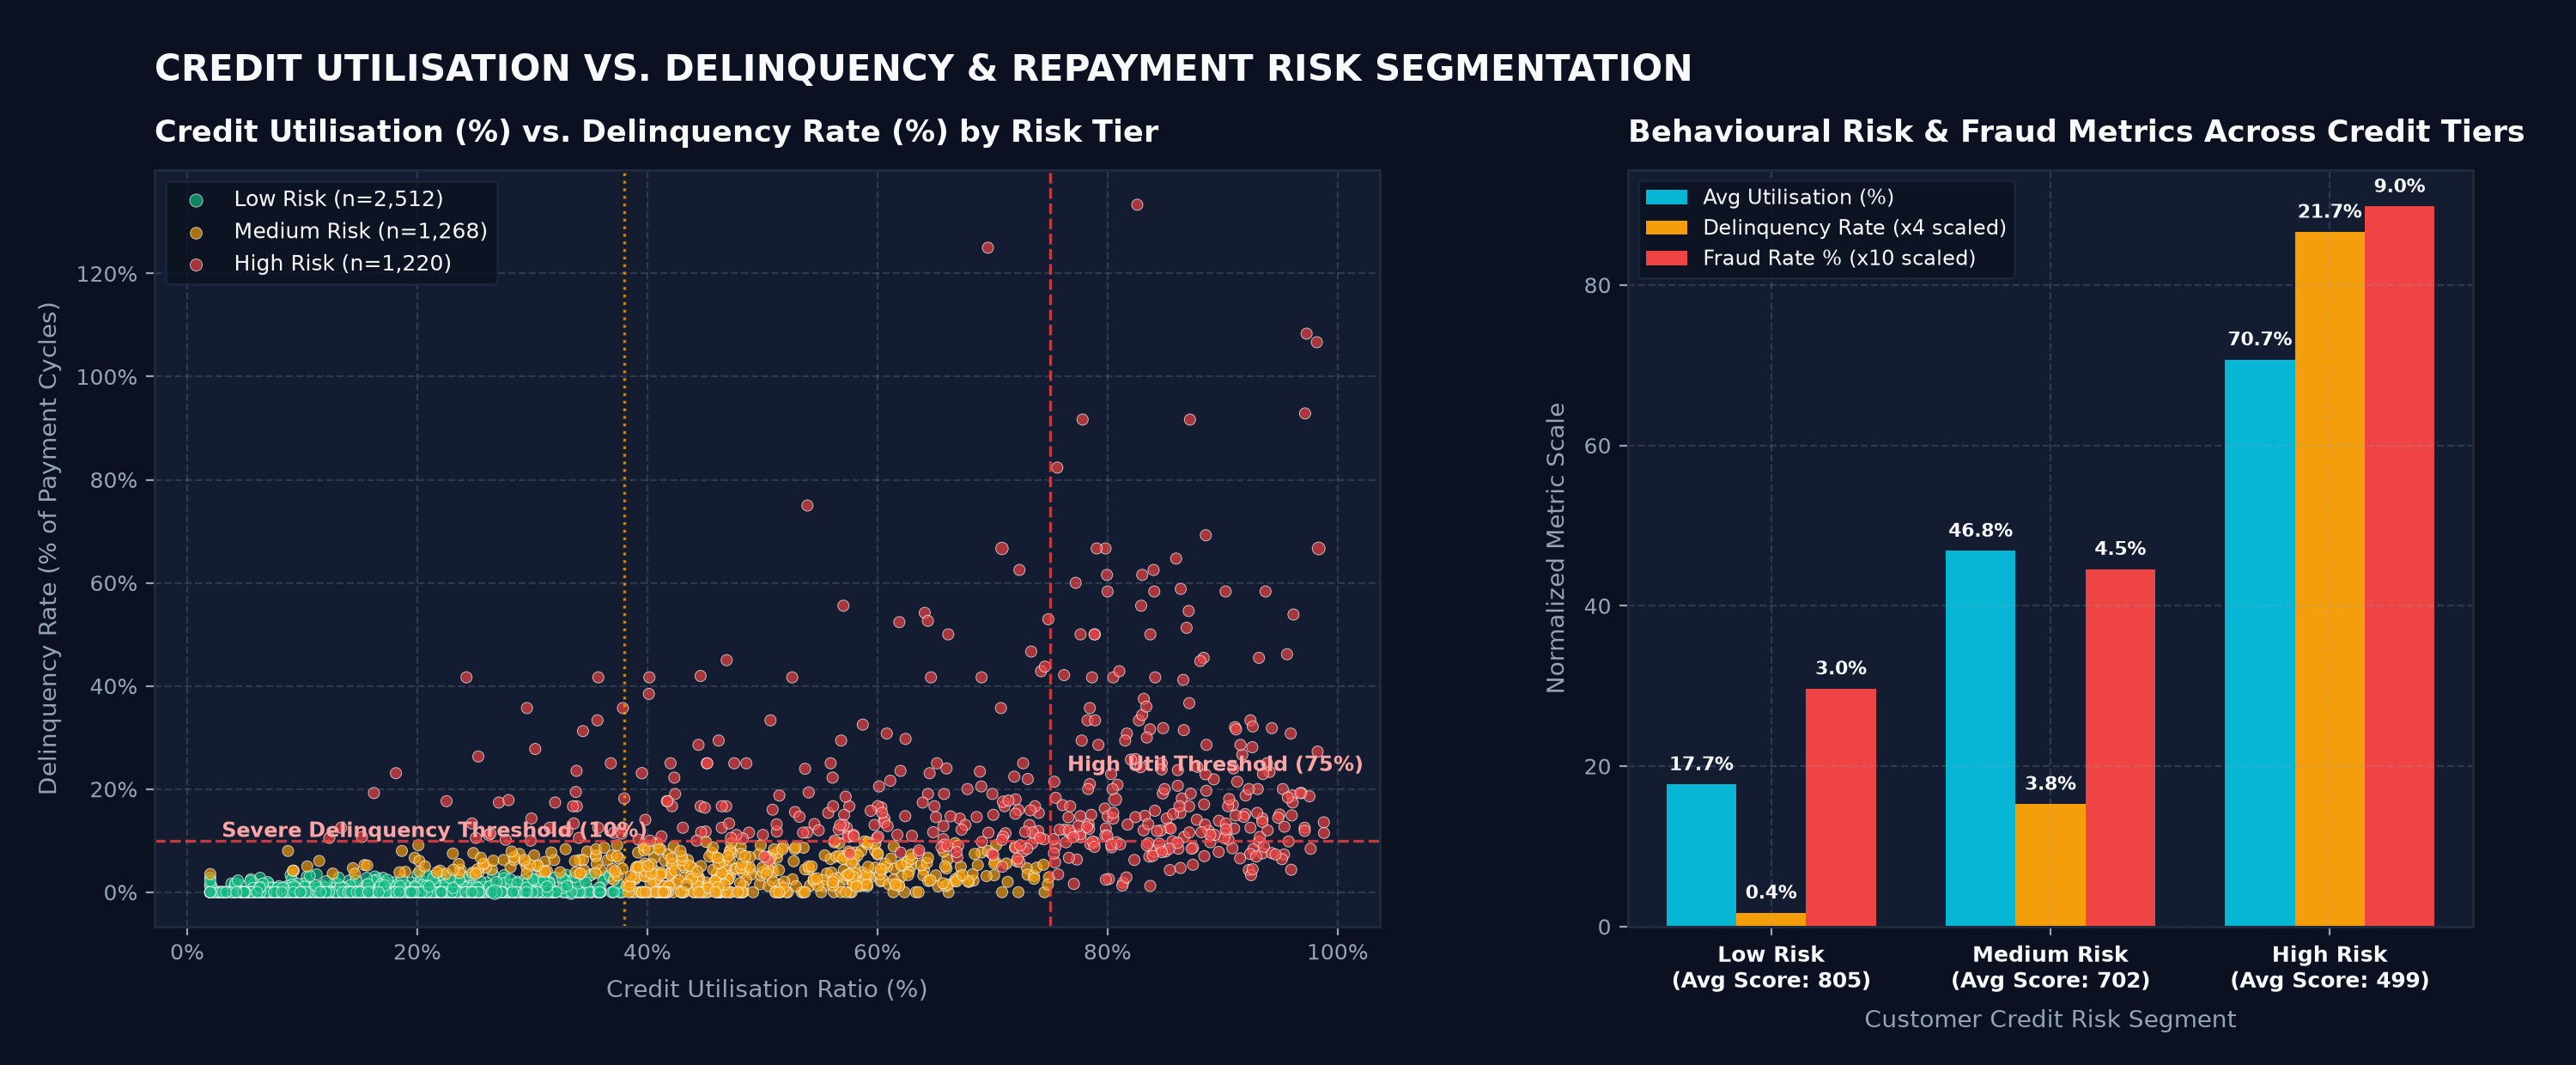 CREDIT UTILISATION VS. DELINQUENCY & REPAYMENT RISK SEGMENTATION
Credit Utilisation (%) vs. Delinquency Rate (%) by Risk Tier
Low Risk (n=2,512)
Medium Risk (n=1,268)
High Risk (n=1,220)
Delinquency Rate (% of Payment Cycles)
120%
100%
80%
60%
40%
20%
0%
High Util Threshold (75%)
Severe Delinquency Threshold (10%)
0%
20%
40%
60%
80%
100%
Credit Utilisation Ratio (%)
Behavioural Risk & Fraud Metrics Across Credit Tiers
Avg Utilisation (%)
Delinquency Rate (x4 scaled)
Fraud Rate % (x10 scaled)
Normalized Metric Scale
80
60
40
20
0
17.7%
0.4%
3.0%
46.8%
3.8%
4.5%
70.7%
21.7%
9.0%
Low Risk
(Avg Score: 805)
Medium Risk
(Avg Score: 702)
High Risk
(Avg Score: 499)
Customer Credit Risk Segment